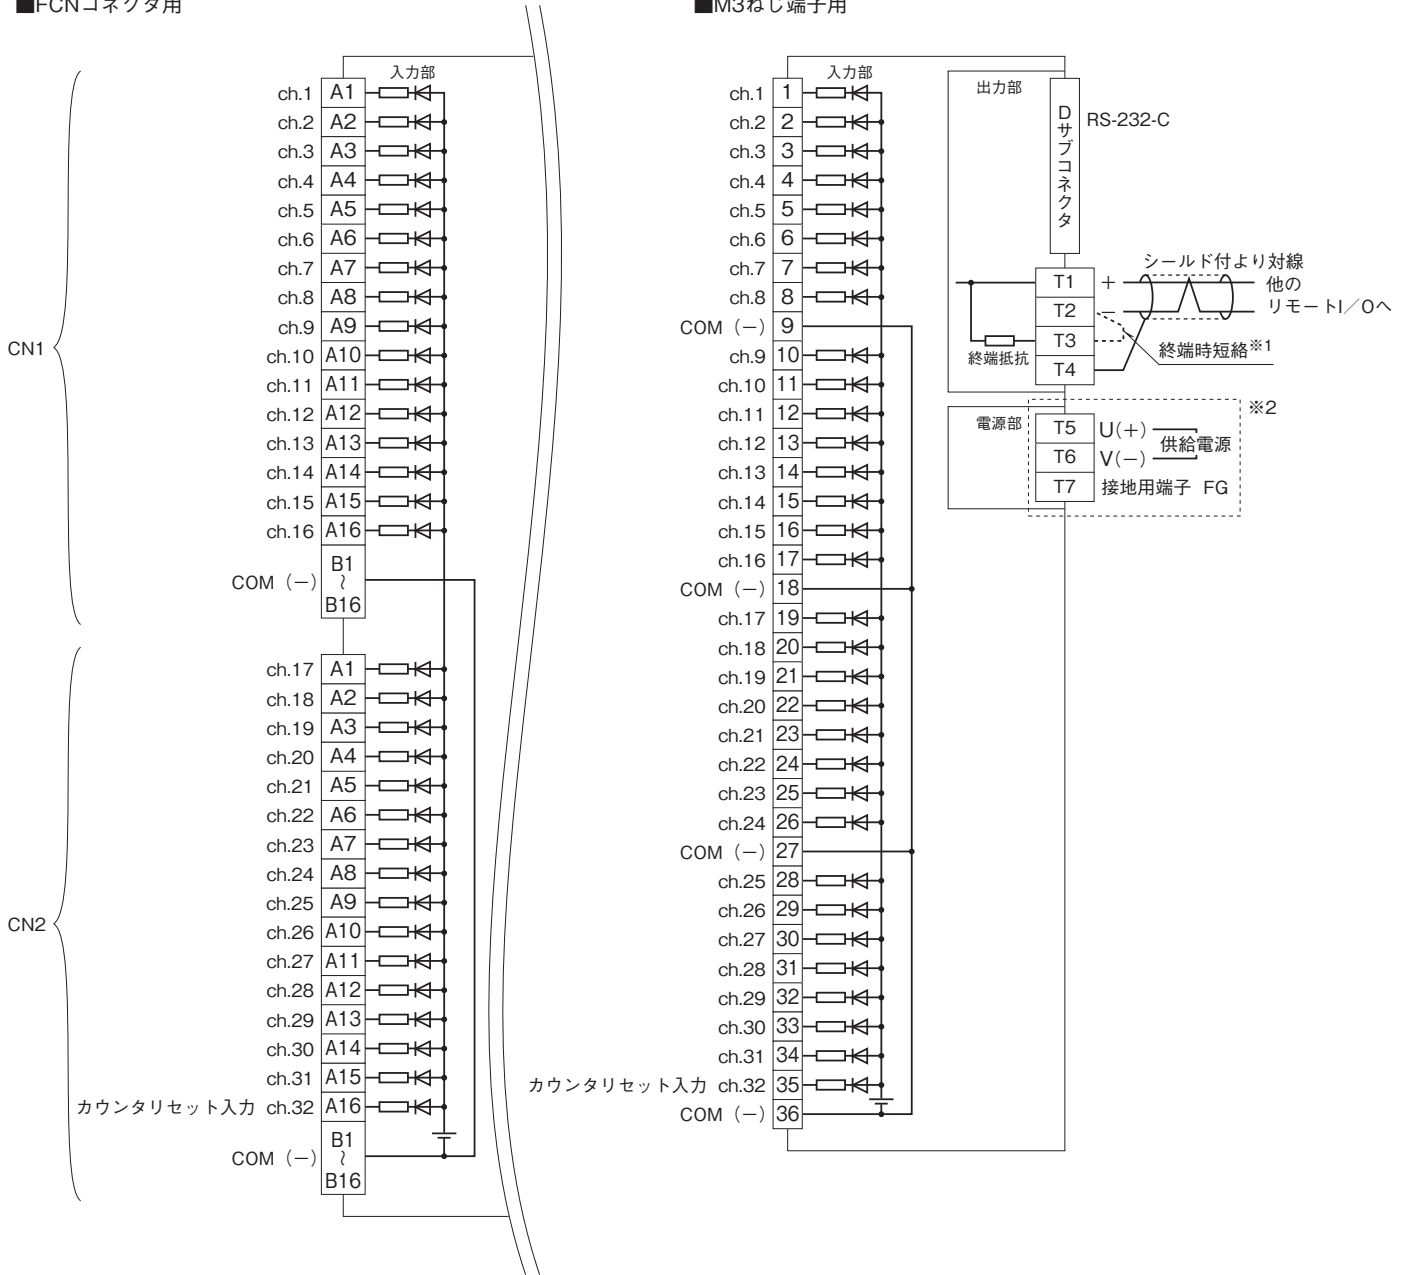 ■FCNコネクタ用
CN1
入力部
ch.1 A1
ch.2 A2
ch.3 A3
ch.4 A4
ch.5 A5
ch.6 A6
ch.7 A7
ch.8 A8
ch.9 A9
ch.10 A10
ch.11 A11
ch.12 A12
ch.13 A13
ch.14 A14
ch.15 A15
ch.16 A16
COM（−） B1
～
B16
CN2
ch.17 A1
ch.18 A2
ch.19 A3
ch.20 A4
ch.21 A5
ch.22 A6
ch.23 A7
ch.24 A8
ch.25 A9
ch.26 A10
ch.27 A11
ch.28 A12
ch.29 A13
ch.30 A14
ch.31 A15
カウンタリセット入力 ch.32 A16
COM（−） B1
～
B16
■M3ねじ端子用
入力部
ch.1 1
ch.2 2
ch.3 3
ch.4 4
ch.5 5
ch.6 6
ch.7 7
ch.8 8
COM（−） 9
ch.9 10
ch.10 11
ch.11 12
ch.12 13
ch.13 14
ch.14 15
ch.15 16
ch.16 17
COM（−） 18
ch.17 19
ch.18 20
ch.19 21
ch.20 22
ch.21 23
ch.22 24
ch.23 25
ch.24 26
COM（−） 27
ch.25 28
ch.26 29
ch.27 30
ch.28 31
ch.29 32
ch.30 33
ch.31 34
カウンタリセット入力 ch.32 35
COM（−） 36
出力部
Dサブコネクタ
RS-232-C
シールド付より対線
T1 ＋
他の
T2 −
リモートI／Oへ
T3
終端抵抗
終端時短絡※1
T4
※2
電源部
T5 U(＋)
供給電源
T6 V(−)
T7 接地用端子 FG